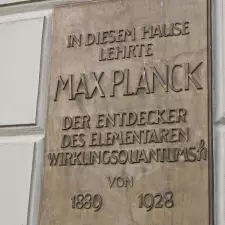 IN DIESEM HAUSE
LEHRTE
MAX PLANCK
DER ENTDECKER
DES ELEMENTAREN
WIRKUNGSQUANTUMS h
VON
1889 1928